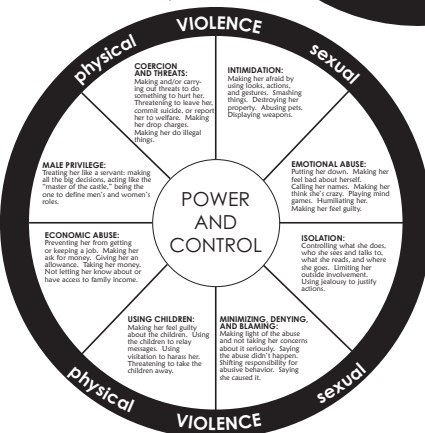 physical
VIOLENCE
sexual
COERCION
AND THREATS:
Making and/or carry-
ing out threats to do
something to hurt her.
Threatening to leave her,
commit suicide, or report
her to welfare. Making
her drop charges.
Making her do illegal
things.
INTIMIDATION:
Making her afraid by
using looks, actions,
and gestures. Smashing
things. Destroying her
property. Abusing pets.
Displaying weapons.
MALE PRIVILEGE:
Treating her like a servant: making
all the big decisions, acting like the
"master of the castle," being the
one to define men's and women's
roles.
EMOTIONAL ABUSE:
Putting her down. Making her
feel bad about herself.
Calling her names. Making her
think she's crazy. Playing mind
games. Humiliating her.
Making her feel guilty.
POWER
AND
CONTROL
ECONOMIC ABUSE:
Preventing her from getting
or keeping a job. Making her
ask for money. Giving her an
allowance. Taking her money.
Not letting her know about or
have access to family income.
ISOLATION:
Controlling what she does,
who she sees and talks to,
what she reads, and where
she goes. Limiting her
outside involvement.
Using jealousy to justify
actions.
USING CHILDREN:
Making her feel guilty
about the children. Using
the children to relay
messages. Using
visitation to harass her.
Threatening to take the
children away.
MINIMIZING, DENYING,
AND BLAMING:
Making light of the abuse
and not taking her concerns
about it seriously. Saying
the abuse didn't happen.
Shifting responsibility for
abusive behavior. Saying
she caused it.
physical
VIOLENCE
sexual